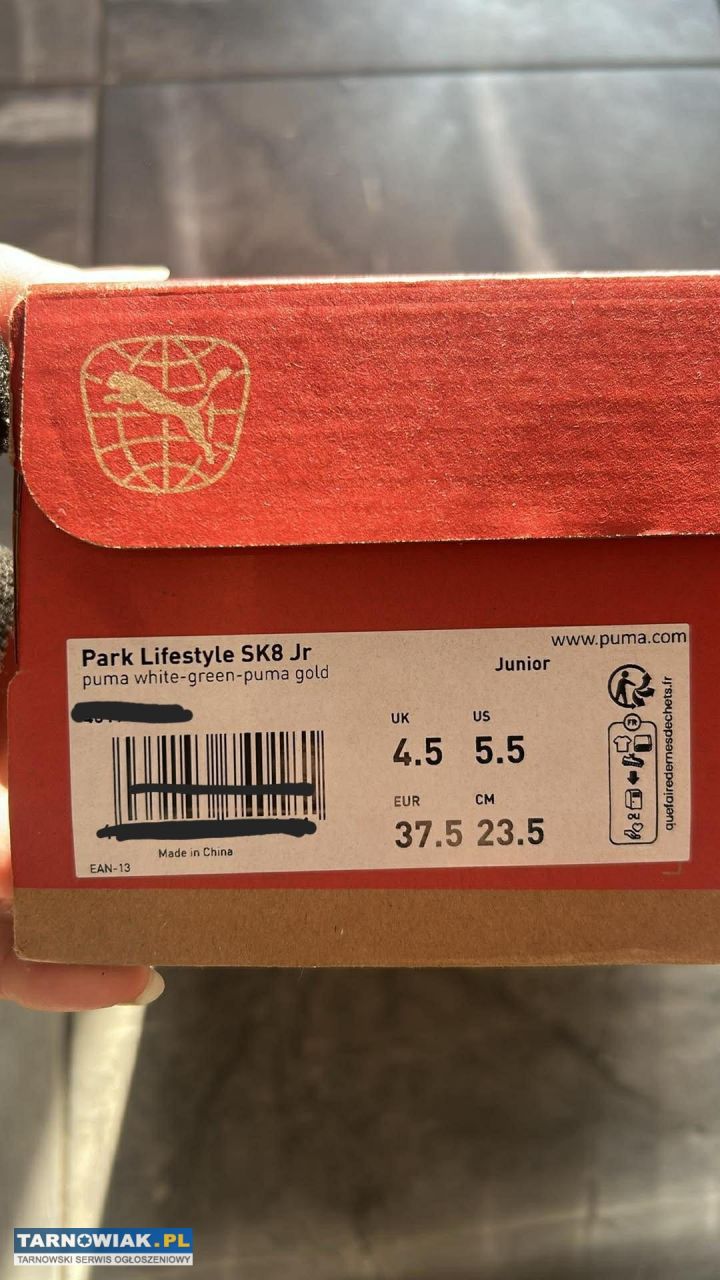 www.puma.com
Park Lifestyle SK8 Jr
puma white-green-puma gold
Junior
UK US
4.5 5.5
EUR CM
37.5 23.5
FR
quefairedemesdechets.fr
Made in China
EAN-13
TARNOWIAK.PL
TARNOWSKI SERWIS OGŁOSZENIOWY